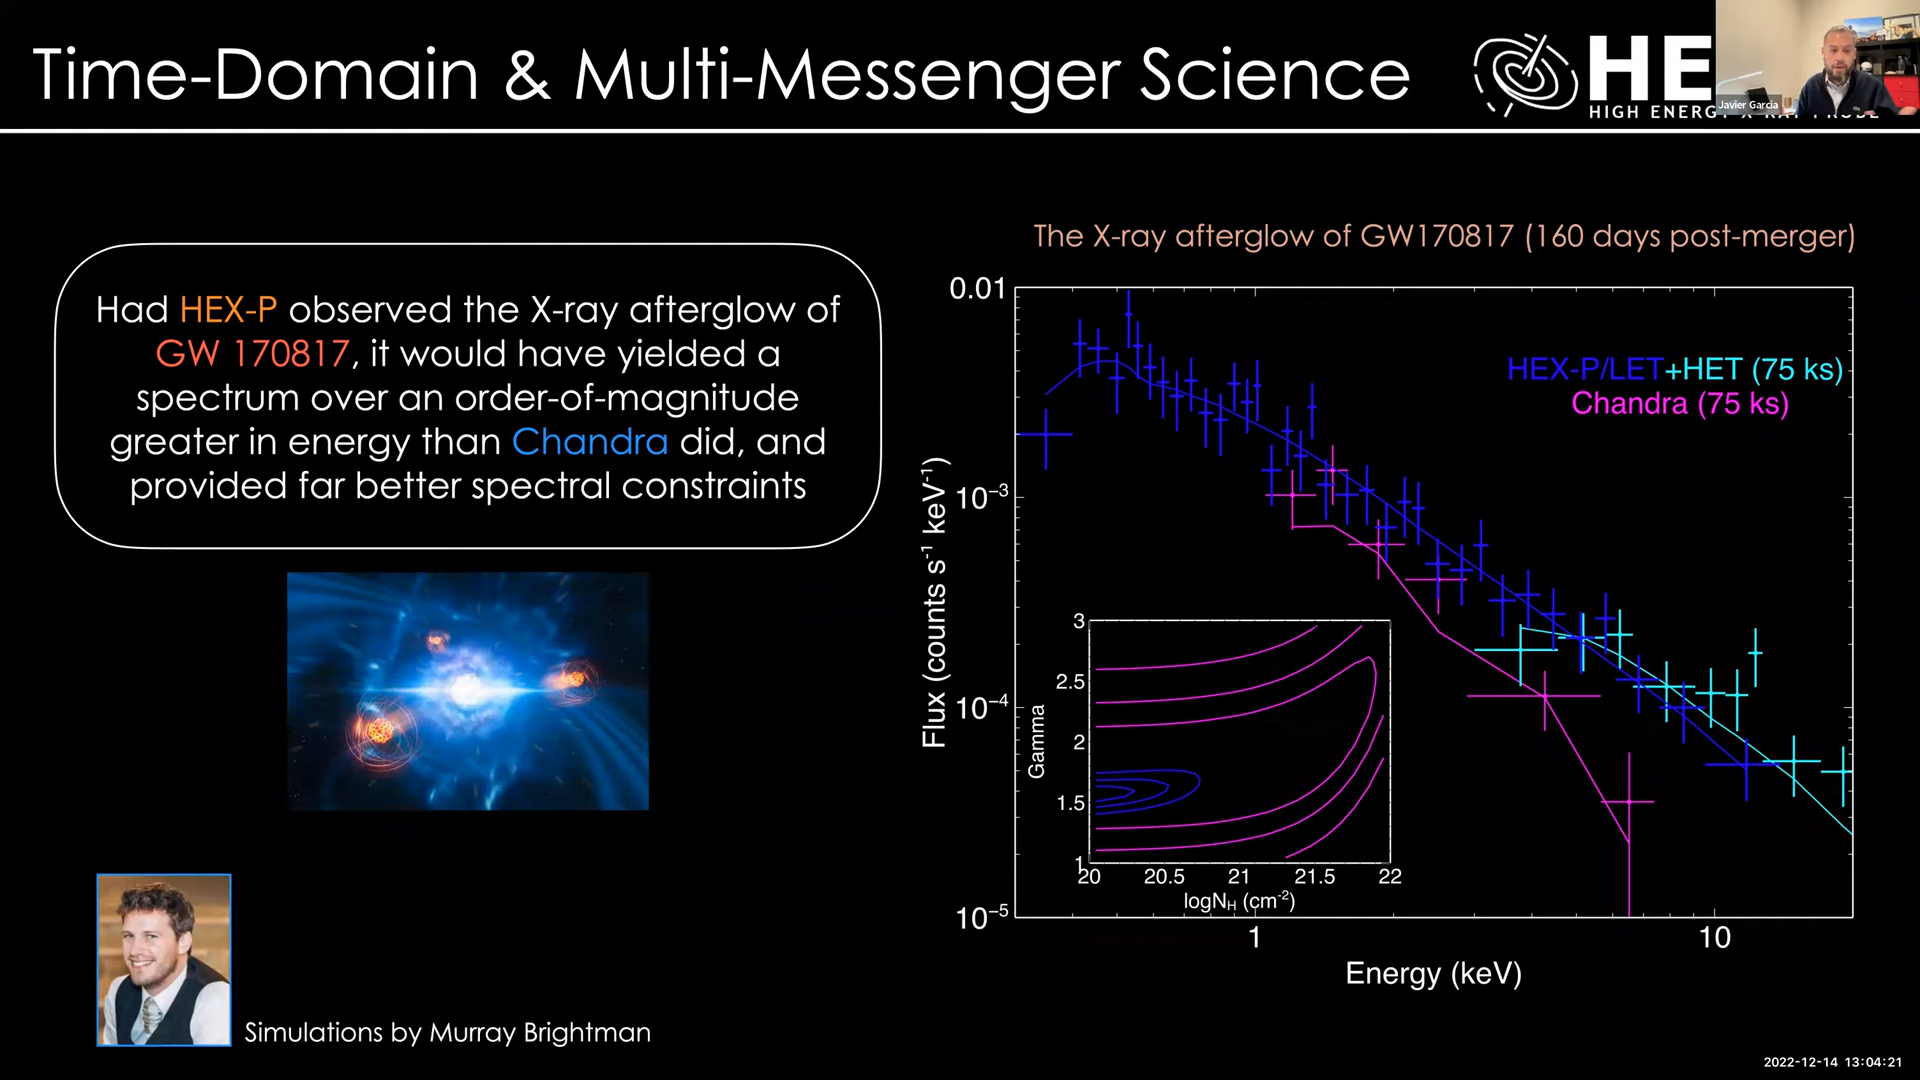 Time-Domain & Multi-Messenger Science
HE
HIGH ENERGY X-RAY PROBE
Javier Garcia
Had HEX-P observed the X-ray afterglow of
GW 170817, it would have yielded a
spectrum over an order-of-magnitude
greater in energy than Chandra did, and
provided far better spectral constraints
The X-ray afterglow of GW170817 (160 days post-merger)
HEX-P/LET+HET (75 ks)
Chandra (75 ks)
Flux (counts s⁻¹ keV⁻¹)
0.01
10⁻³
10⁻⁴
10⁻⁵
1
10
Energy (keV)
Gamma
3
2.5
2
1.5
1
20
20.5
21
21.5
22
logN_H (cm⁻²)
Simulations by Murray Brightman
2022-12-14 13:04:21